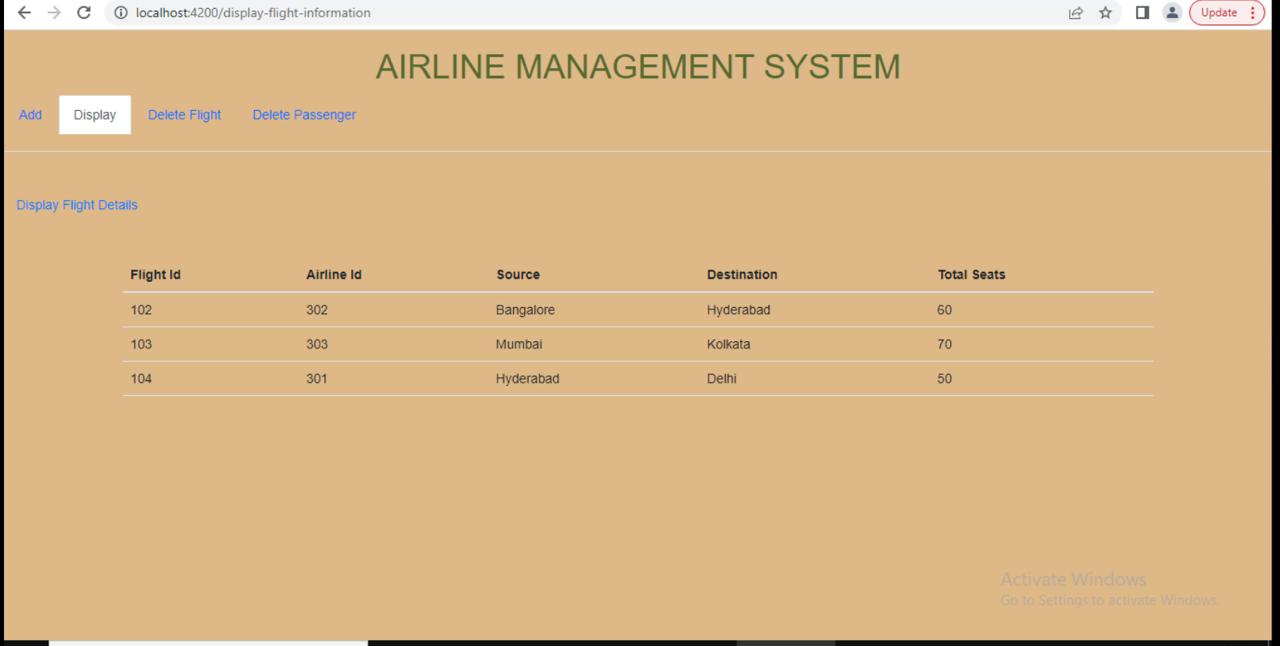 localhost:4200/display-flight-information Update
AIRLINE MANAGEMENT SYSTEM
Add Display Delete Flight Delete Passenger
Display Flight Details
Flight Id Airline Id Source Destination Total Seats
102 302 Bangalore Hyderabad 60
103 303 Mumbai Kolkata 70
104 301 Hyderabad Delhi 50
Activate Windows
Go to Settings to activate Windows.